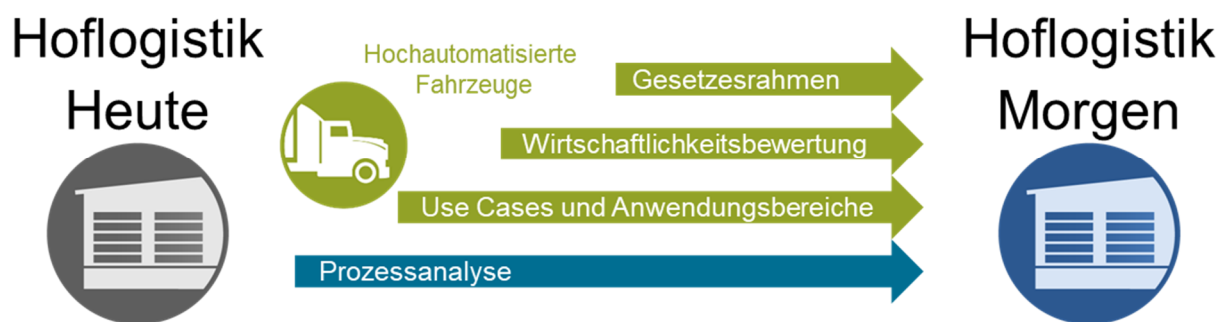 Hoflogistik
Heute
Hochautomatisierte
Fahrzeuge
Gesetzesrahmen
Wirtschaftlichkeitsbewertung
Use Cases und Anwendungsbereiche
Prozessanalyse
Hoflogistik
Morgen